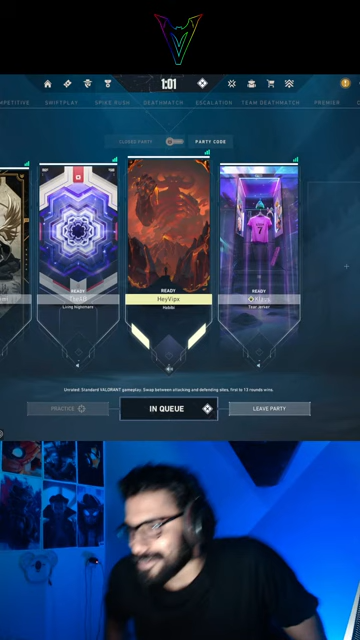 1:01
SWIFTPLAY SPIKE RUSH DEATHMATCH ESCALATION TEAM DEATHMATCH PREMIER
CLOSED PARTY PARTY CODE
READY
READY
HeyVipx
READY
Unrated: Standard VALORANT gameplay. Swap between attacking and defending sides, first to 13 rounds wins.
PRACTICE
IN QUEUE
LEAVE PARTY